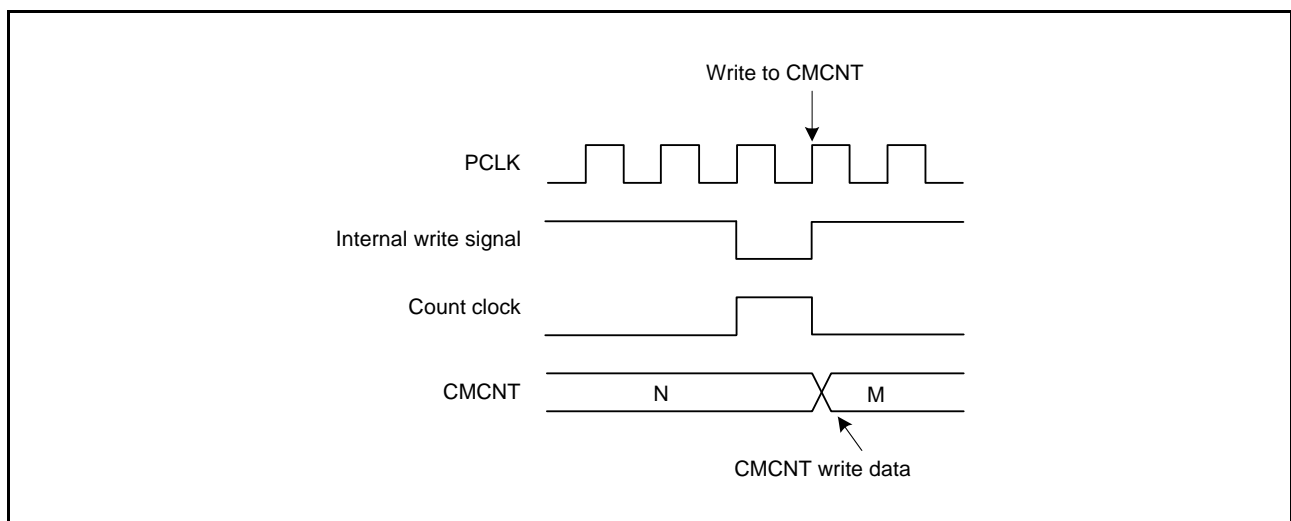 Write to CMCNT
PCLK
Internal write signal
Count clock
CMCNT
N
M
CMCNT write data